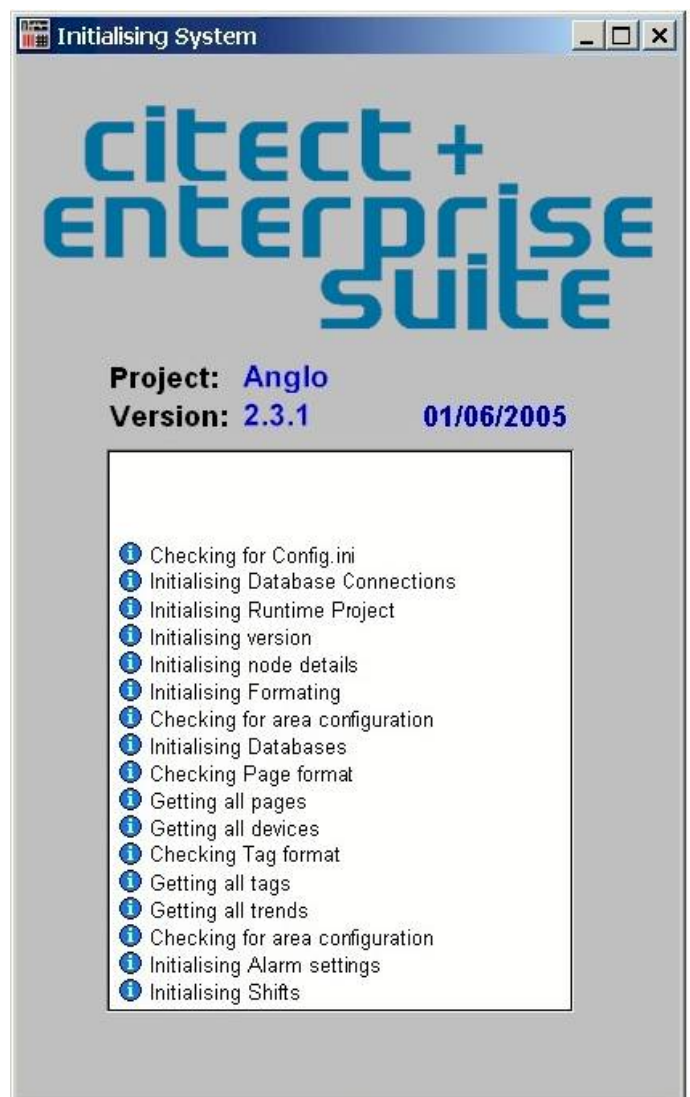 Initialising System
citect +
enterprise
suite
Project: Anglo
Version: 2.3.1 01/06/2005
Checking for Config.ini
Initialising Database Connections
Initialising Runtime Project
Initialising version
Initialising node details
Initialising Formating
Checking for area configuration
Initialising Databases
Checking Page format
Getting all pages
Getting all devices
Checking Tag format
Getting all tags
Getting all trends
Checking for area configuration
Initialising Alarm settings
Initialising Shifts